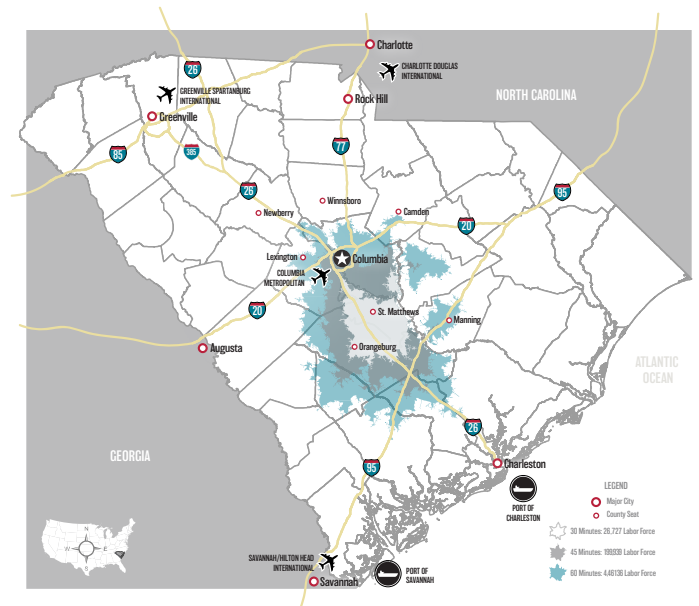 Charlotte
26
CHARLOTTE DOUGLAS
INTERNATIONAL
GREENVILLE SPARTANBURG
INTERNATIONAL
Rock Hill
NORTH CAROLINA
Greenville
77
85
385
26
95
Winnsboro
Newberry
Camden
20
Lexington
Columbia
COLUMBIA
METROPOLITAN
20
St. Matthews
Manning
Augusta
Orangeburg
ATLANTIC
OCEAN
26
GEORGIA
95
Charleston
PORT OF
CHARLESTON
LEGEND
Major City
County Seat
30 Minutes: 26,727 Labor Force
45 Minutes: 199,939 Labor Force
60 Minutes: 4,46136 Labor Force
N
W
E
S
SAVANNAH/HILTON HEAD
INTERNATIONAL
Savannah
PORT OF
SAVANNAH